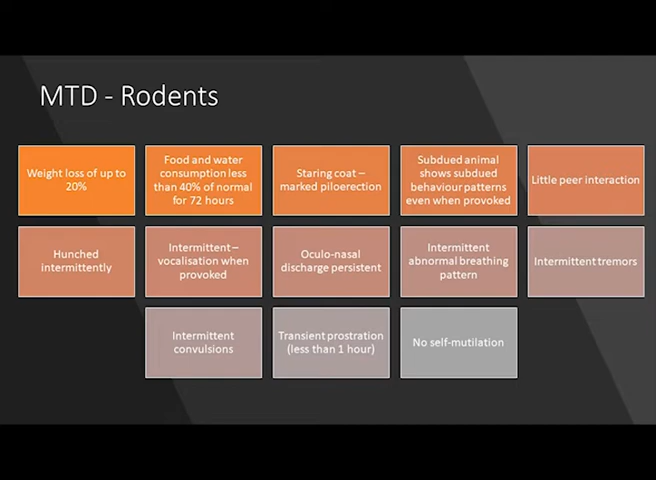 MTD - Rodents
Weight loss of up to
20%
Food and water
consumption less
than 40% of normal
for 72 hours
Staring coat –
marked piloerection
Subdued animal
shows subdued
behaviour patterns
even when provoked
Little peer interaction
Hunched
intermittently
Intermittent –
vocalisation when
provoked
Oculo-nasal
discharge persistent
Intermittent
abnormal breathing
pattern
Intermittent tremors
Intermittent
convulsions
Transient prostration
(less than 1 hour)
No self-mutilation